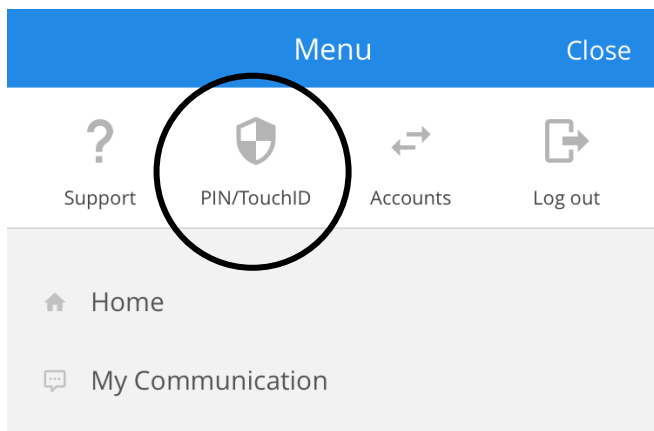 Menu Close
Support PIN/TouchID Accounts Log out
Home
My Communication